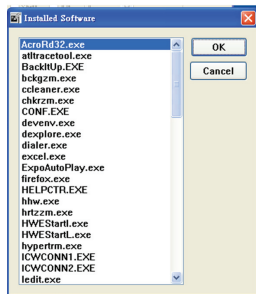 Installed Software
AcroRd32.exe
OK
atltracetool.exe
BackItUp.EXE
Cancel
bckgzm.exe
ccleaner.exe
chkrzm.exe
CONF.EXE
devenv.exe
dexplore.exe
dialer.exe
excel.exe
ExpoAutoPlay.exe
firefox.exe
HELPCTR.EXE
hhw.exe
hrtzzm.exe
HWEStartI.exe
HWEStartL.exe
hypertrm.exe
ICWCONN1.EXE
ICWCONN2.EXE
Iedit.exe